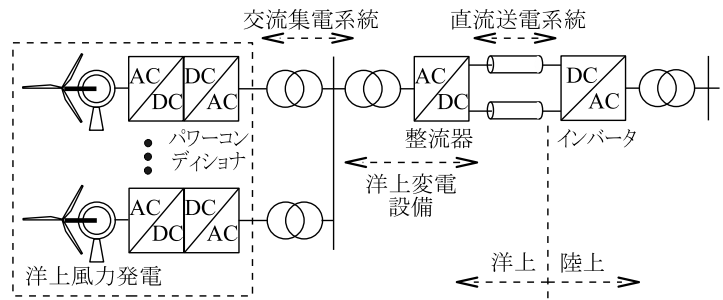 交流集電系統
直流送電系統
AC
DC
DC
AC
AC
DC
DC
AC
パワーコン
ディショナ
整流器
インバータ
洋上変電
設備
AC
DC
DC
AC
洋上風力発電
洋上
陸上